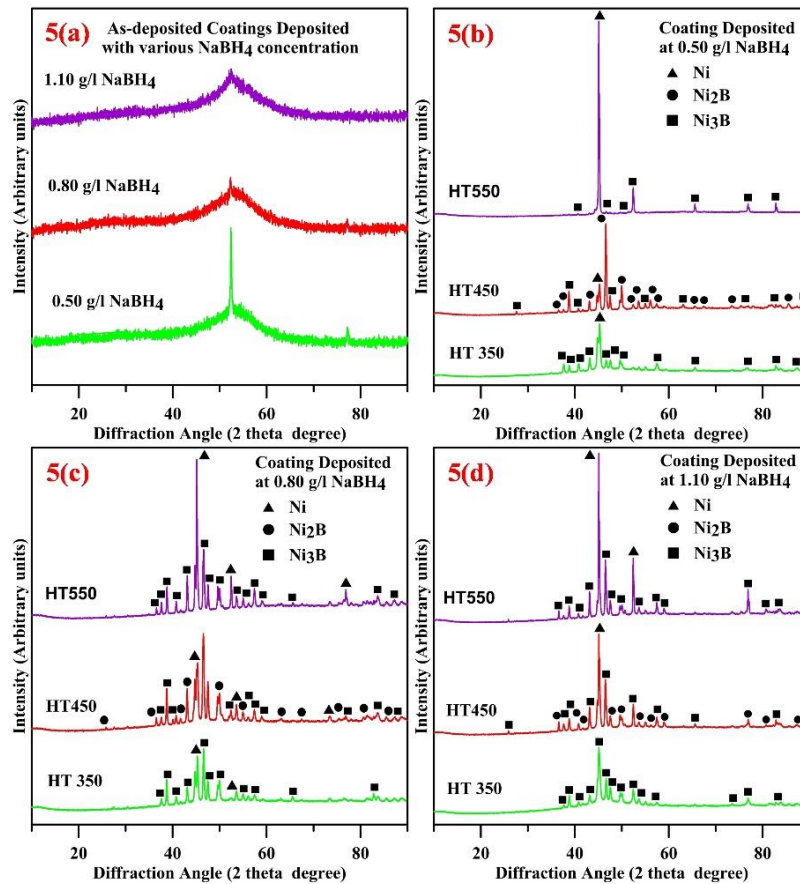 5(a)
As-deposited Coatings Deposited
with various NaBH4 concentration
1.10 g/l NaBH4
0.80 g/l NaBH4
0.50 g/l NaBH4
Intensity (Arbitrary units)
20 40 60 80
Diffraction Angle (2 theta degree)
5(b)
Coating Deposited
at 0.50 g/l NaBH4
Ni
Ni2B
Ni3B
HT550
HT450
HT 350
Intensity (Arbitrary units)
20 40 60 80
Diffraction Angle (2 theta degree)
5(c)
Coating Deposited
at 0.80 g/l NaBH4
Ni
Ni2B
Ni3B
HT550
HT450
HT 350
Intensity (Arbitrary units)
20 40 60 80
Diffraction Angle (2 theta degree)
5(d)
Coating Deposited
at 1.10 g/l NaBH4
Ni
Ni2B
Ni3B
HT550
HT450
HT 350
Intensity (Arbitrary units)
20 40 60 80
Diffraction Angle (2 theta degree)